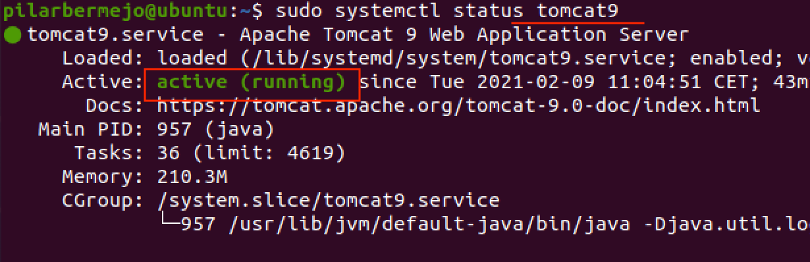 pilarbermejo@ubuntu:~$ sudo systemctl status tomcat9
● tomcat9.service - Apache Tomcat 9 Web Application Server
Loaded: loaded (/lib/systemd/system/tomcat9.service; enabled; v
Active: active (running) since Tue 2021-02-09 11:04:51 CET; 43m
Docs: https://tomcat.apache.org/tomcat-9.0-doc/index.html
Main PID: 957 (java)
Tasks: 36 (limit: 4619)
Memory: 210.3M
CGroup: /system.slice/tomcat9.service
└─957 /usr/lib/jvm/default-java/bin/java -Djava.util.lo